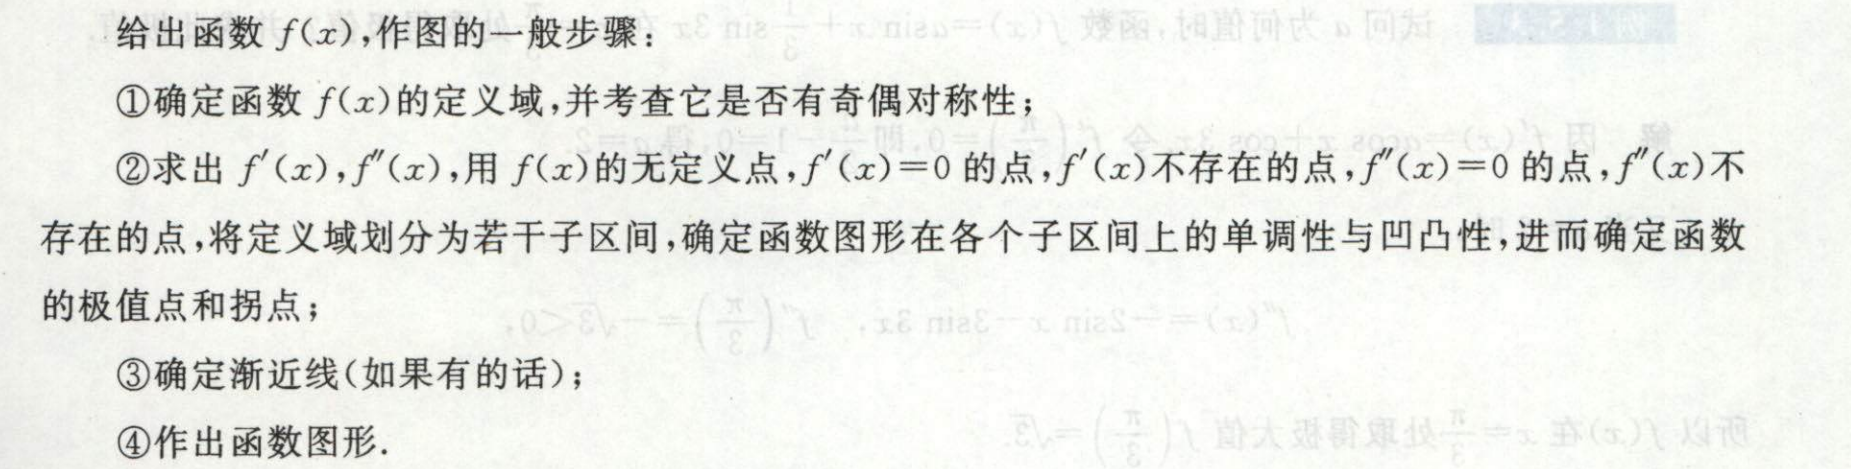 给出函数 f(x),作图的一般步骤:
①确定函数 f(x)的定义域,并考查它是否有奇偶对称性;
②求出 f′(x),f″(x),用 f(x)的无定义点,f′(x)=0 的点,f′(x)不存在的点,f″(x)=0 的点,f″(x)不
存在的点,将定义域划分为若干子区间,确定函数图形在各个子区间上的单调性与凹凸性,进而确定函数
的极值点和拐点;
③确定渐近线(如果有的话);
④作出函数图形.